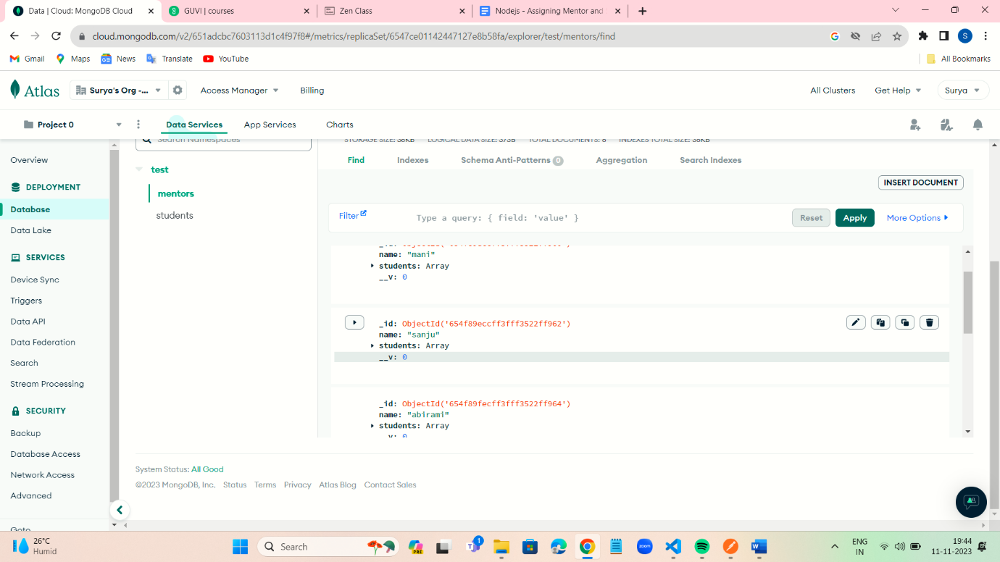 Data | Cloud: MongoDB Cloud
GUVI | courses
Zen Class
Nodejs - Assigning Mentor and
cloud.mongodb.com/v2/651adcbc7603113d1c4f97f8#/metrics/replicaSet/6547ce01142447127e8b58fa/explorer/test/mentors/find
S
Gmail
Maps
News
Translate
YouTube
All Bookmarks
Atlas
Surya's Org -...
Access Manager
Billing
All Clusters
Get Help
Surya
Project 0
Data Services
App Services
Charts
Search Namespaces
STORAGE SIZE: 36KB LOGICAL DATA SIZE: 373B TOTAL DOCUMENTS: 6 INDEXES TOTAL SIZE: 36KB
Overview
Find
Indexes
Schema Anti-Patterns 0
Aggregation
Search Indexes
test
INSERT DOCUMENT
DEPLOYMENT
mentors
Database
students
Filter
Type a query: { field: 'value' }
Reset
Apply
More Options
Data Lake
SERVICES
Device Sync
Triggers
Data API
Data Federation
Search
Stream Processing
name: "mani"
students: Array
__v: 0
_id: ObjectId('654f89eccff3fff3522ff962')
name: "sanju"
students: Array
__v: 0
_id: ObjectId('654f89fecff3fff3522ff964')
name: "abirami"
students: Array
__v: 0
SECURITY
Backup
Database Access
Network Access
Advanced
Goto
System Status: All Good
©2023 MongoDB, Inc. Status Terms Privacy Atlas Blog Contact Sales
26°C
Humid
Search
PRE
1
zoom
ENG
IN
19:44
11-11-2023